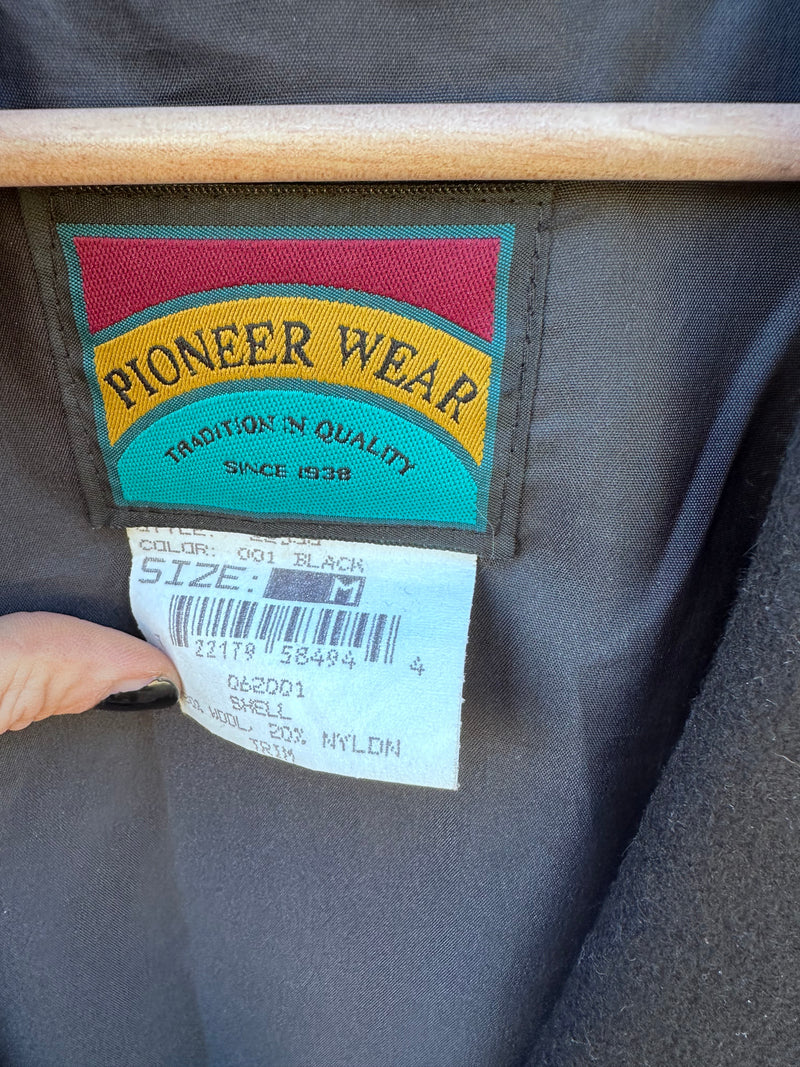 PIONEER WEAR
TRADITION IN QUALITY
SINCE 1938
STYLE:
COLOR: 001 BLACK
SIZE: M
22179 58494 4
062001
SHELL
WOOL, 20% NYLON
TRIM